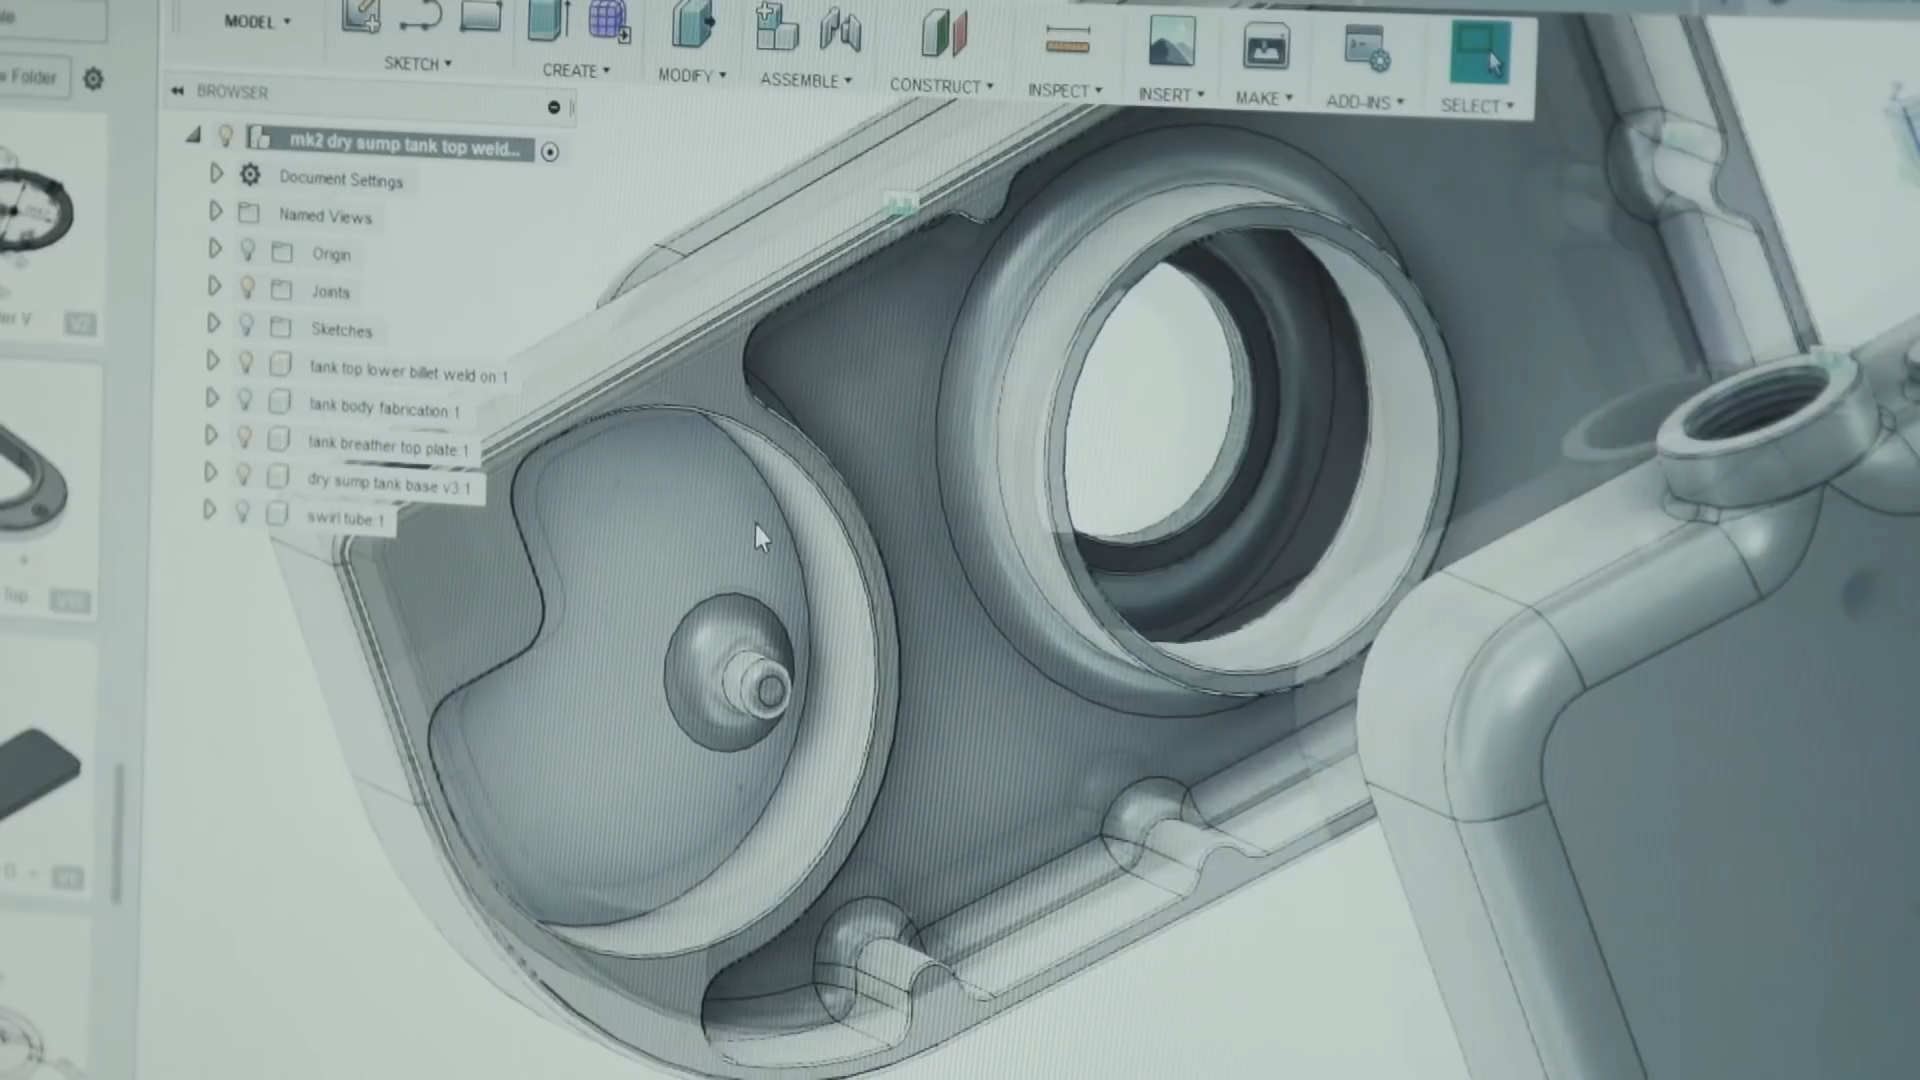 MODEL
SKETCH
CREATE
MODIFY
ASSEMBLE
CONSTRUCT
INSPECT
INSERT
MAKE
ADD-INS
SELECT
Folder
BROWSER
mk2 dry sump tank top weld...
Document Settings
Named Views
Origin
Joints
Sketches
tank top lower billet weld on:1
tank body fabrication:1
tank breather top plate:1
dry sump tank base v3:1
swirl tube:1